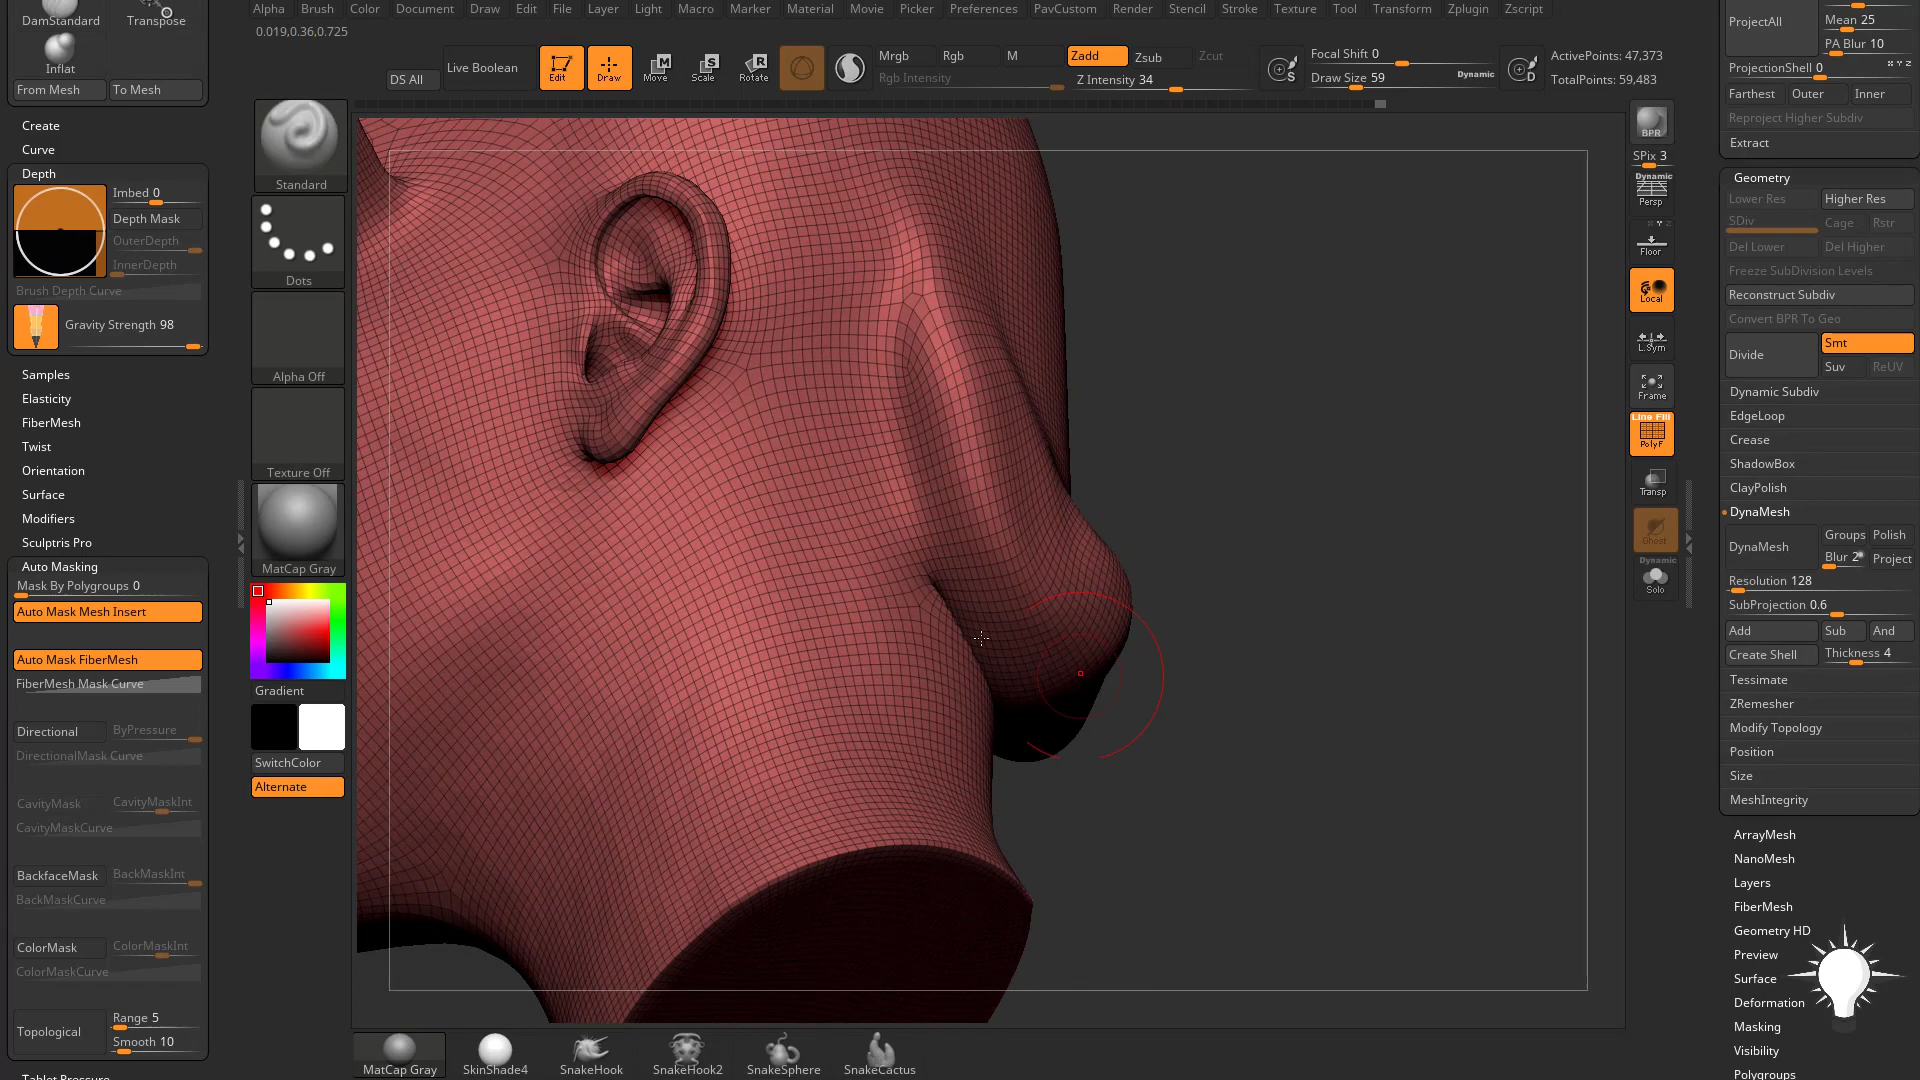 Alpha Brush Color Document Draw Edit File Layer Light Macro Marker Material Movie Picker Preferences PavCustom Render Stencil Stroke Texture Tool Transform Zplugin Zscript
0.019,0.36,0.725
DamStandard Transpose
Inflat
From Mesh To Mesh
Create
Curve
Depth
Imbed 0
Depth Mask
OuterDepth
InnerDepth
Brush Depth Curve
Gravity Strength 98
Samples
Elasticity
FiberMesh
Twist
Orientation
Surface
Modifiers
Sculptris Pro
Auto Masking
Mask By Polygroups 0
Auto Mask Mesh Insert
Auto Mask FiberMesh
FiberMesh Mask Curve
Directional ByPressure
DirectionalMask Curve
CavityMask CavityMaskInt
CavityMaskCurve
BackfaceMask BackMaskInt
BackMaskCurve
ColorMask ColorMaskInt
ColorMaskCurve
Topological Range 5
Smooth 10
Tablet Pressure
DS All
Live Boolean
Edit
Draw
Move
Scale
Rotate
Mrgb Rgb M
Rgb Intensity
Zadd Zsub Zcut
Z Intensity 34
S
Focal Shift 0
Draw Size 59 Dynamic
D
ActivePoints: 47,373
TotalPoints: 59,483
Standard
Dots
Alpha Off
Texture Off
MatCap Gray
Gradient
SwitchColor
Alternate
MatCap Gray SkinShade4 SnakeHook SnakeHook2 SnakeSphere SnakeCactus
BPR
SPix 3
Dynamic
Persp
Floor
Local
L.Sym
Frame
Line Fill
PolyF
Transp
Ghost
Dynamic
Solo
ProjectAll
Mean 25
PA Blur 10
ProjectionShell 0
Farthest Outer Inner
Reproject Higher Subdiv
Extract
Geometry
Lower Res Higher Res
SDiv Cage Rstr
Del Lower Del Higher
Freeze SubDivision Levels
Reconstruct Subdiv
Convert BPR To Geo
Divide Smt
Suv ReUV
Dynamic Subdiv
EdgeLoop
Crease
ShadowBox
ClayPolish
DynaMesh
DynaMesh Groups Polish
Blur 2 Project
Resolution 128
SubProjection 0.6
Add Sub And
Create Shell Thickness 4
Tessimate
ZRemesher
Modify Topology
Position
Size
MeshIntegrity
ArrayMesh
NanoMesh
Layers
FiberMesh
Geometry HD
Preview
Surface
Deformation
Masking
Visibility
Polygroups